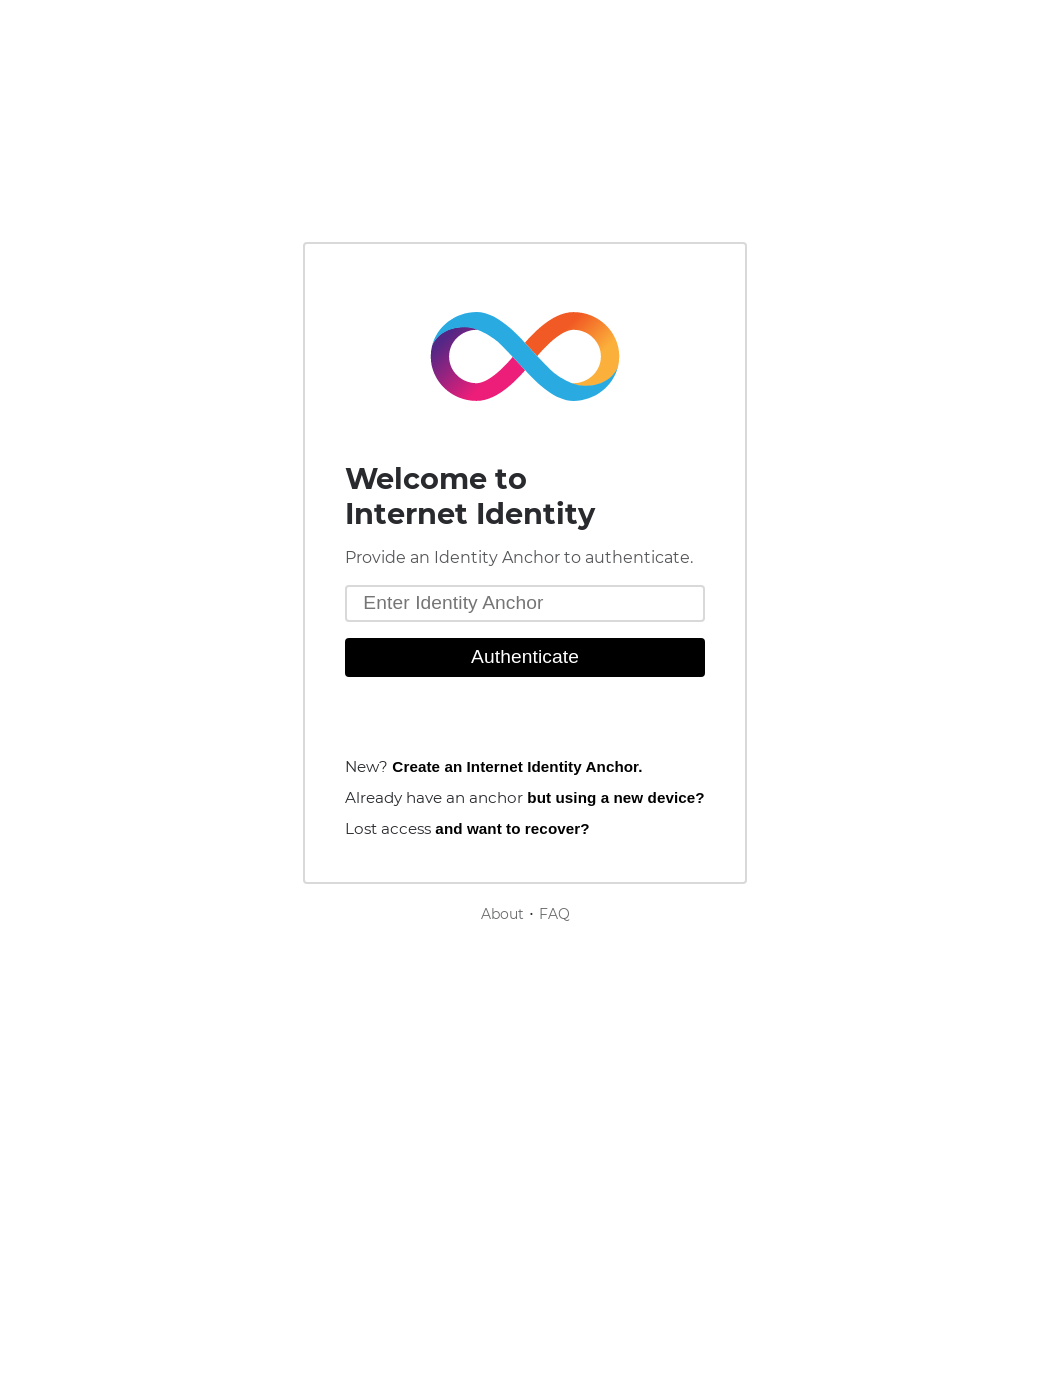 Welcome to
Internet Identity
Provide an Identity Anchor to authenticate.
Enter Identity Anchor
Authenticate
New? Create an Internet Identity Anchor.
Already have an anchor but using a new device?
Lost access and want to recover?
About · FAQ